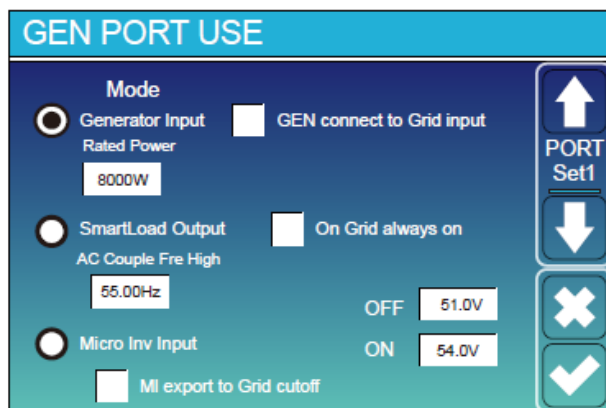 GEN PORT USE
Mode
Generator Input
GEN connect to Grid input
Rated Power
8000W
PORT
Set1
SmartLoad Output
On Grid always on
AC Couple Fre High
55.00Hz
OFF
51.0V
Micro Inv Input
ON
54.0V
MI export to Grid cutoff